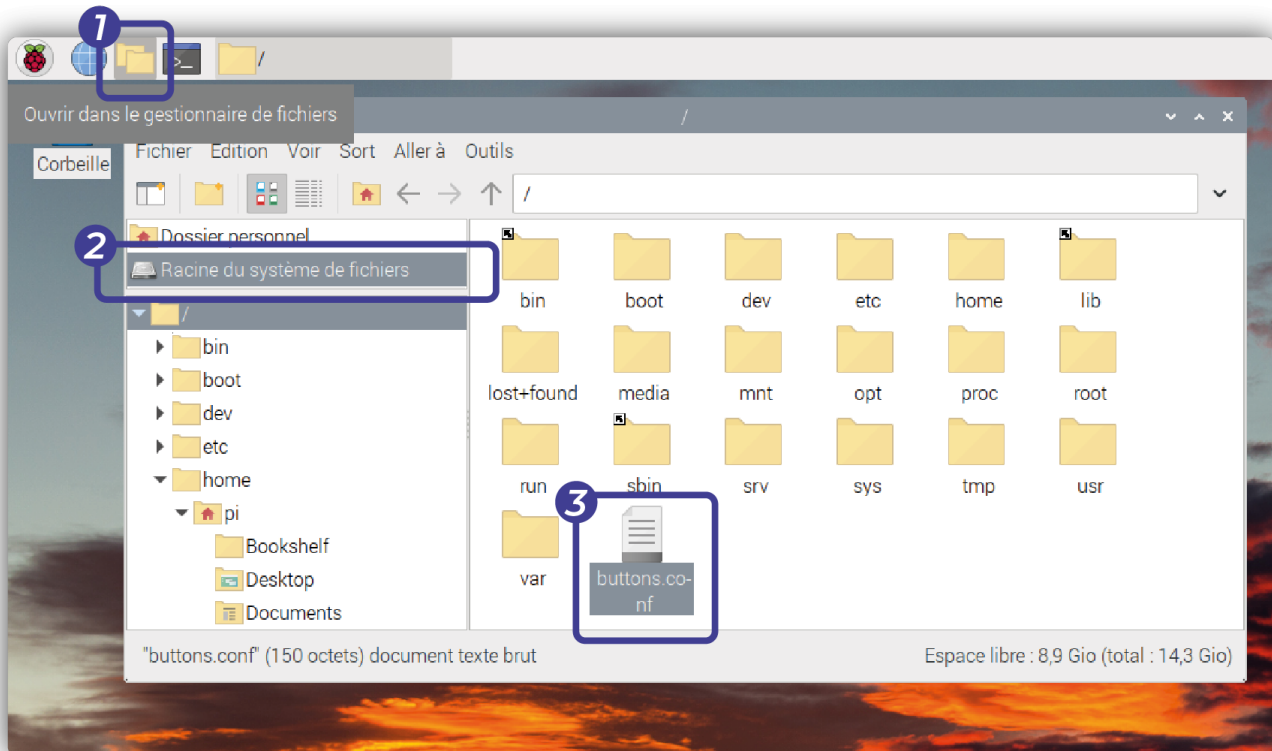 1
/
Ouvrir dans le gestionnaire de fichiers
/
Corbeille
Fichier Edition Voir Sort Aller à Outils
/
2
Dossier personnel
Racine du système de fichiers
/
bin
boot
dev
etc
home
pi
Bookshelf
Desktop
Documents
bin boot dev etc home lib
lost+found media mnt opt proc root
run sbin srv sys tmp usr
3
var
buttons.co-
nf
"buttons.conf" (150 octets) document texte brut
Espace libre : 8,9 Gio (total : 14,3 Gio)